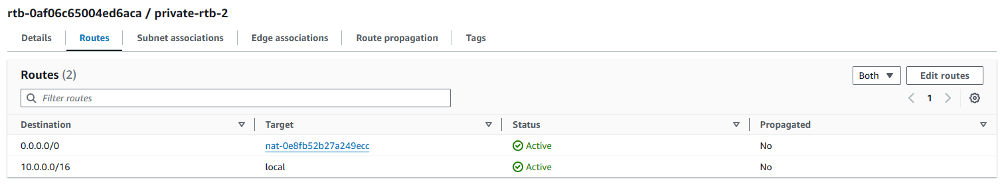 rtb-0af06c65004ed6aca / private-rtb-2
Details Routes Subnet associations Edge associations Route propagation Tags
Routes (2) Both Edit routes
Filter routes 1
Destination Target Status Propagated
0.0.0.0/0 nat-0e8fb52b27a249ecc Active No
10.0.0.0/16 local Active No